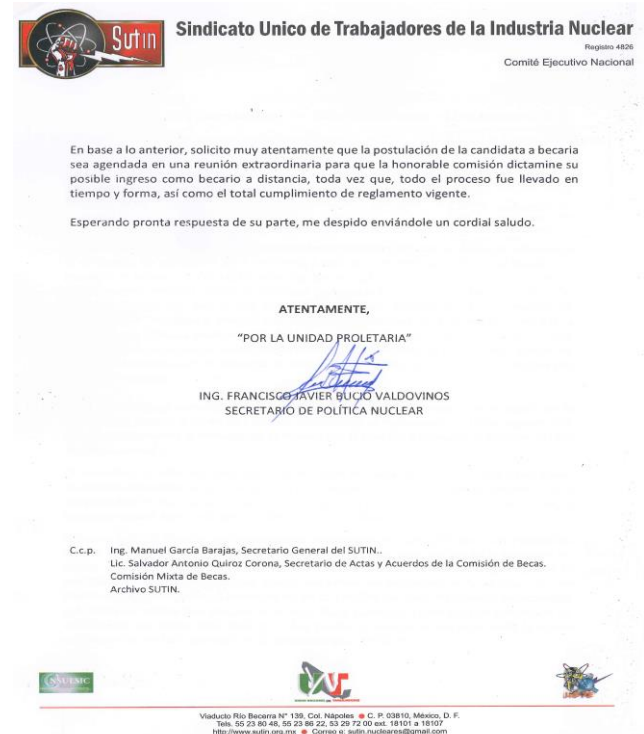 Sutin
Sindicato Unico de Trabajadores de la Industria Nuclear
Registro 4826
Comité Ejecutivo Nacional
En base a lo anterior, solicito muy atentamente que la postulación de la candidata a becaria
sea agendada en una reunión extraordinaria para que la honorable comisión dictamine su
posible ingreso como becario a distancia, toda vez que, todo el proceso fue llevado en
tiempo y forma, así como el total cumplimiento de reglamento vigente.
Esperando pronta respuesta de su parte, me despido enviándole un cordial saludo.
ATENTAMENTE,
"POR LA UNIDAD PROLETARIA"
ING. FRANCISCO JAVIER BUCIO VALDOVINOS
SECRETARIO DE POLÍTICA NUCLEAR
C.c.p. Ing. Manuel García Barajas, Secretario General del SUTIN..
Lic. Salvador Antonio Quiroz Corona, Secretario de Actas y Acuerdos de la Comisión de Becas.
Comisión Mixta de Becas.
Archivo SUTIN.
Viaducto Río Becerra N° 139, Col. Nápoles C. P. 03810, México, D. F.
Tels. 55 23 80 48, 55 23 86 22, 53 29 72 00 ext. 18101 a 18107
http://www.sutin.org.mx Correo e: sutin.nucleares@gmail.com